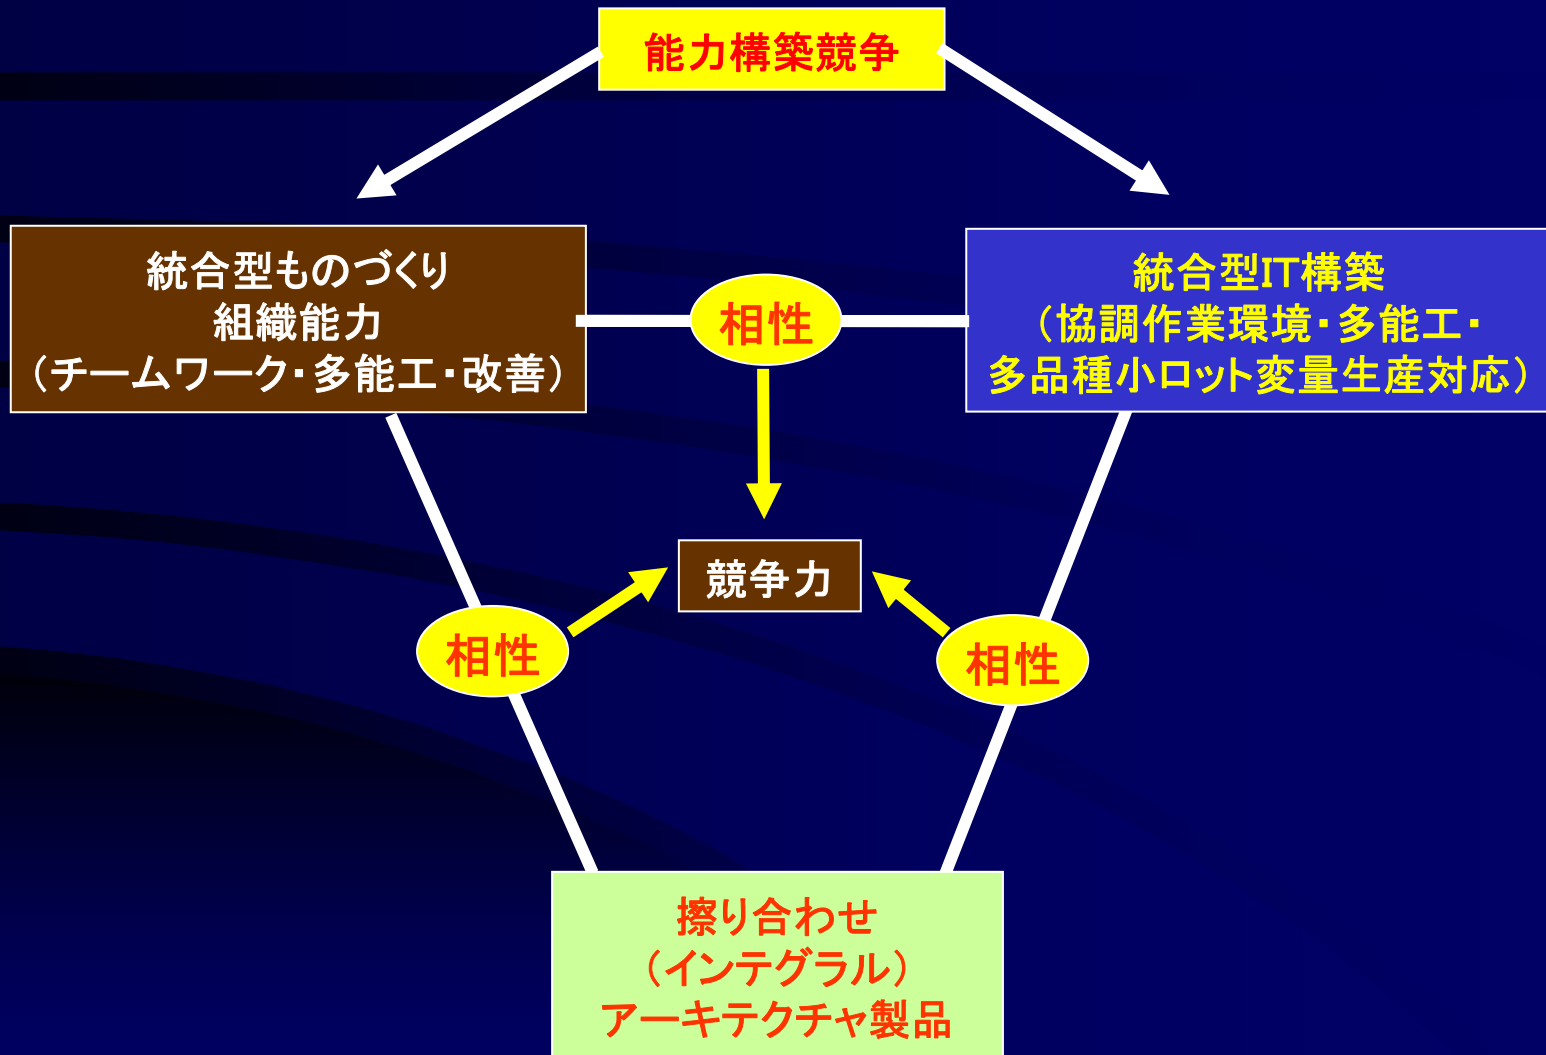 能力構築競争
統合型ものづくり
組織能力
（チームワーク・多能工・改善）
相性
統合型IT構築
（協調作業環境・多能工・
多品種小ロット変量生産対応）
競争力
相性
相性
擦り合わせ
（インテグラル）
アーキテクチャ製品